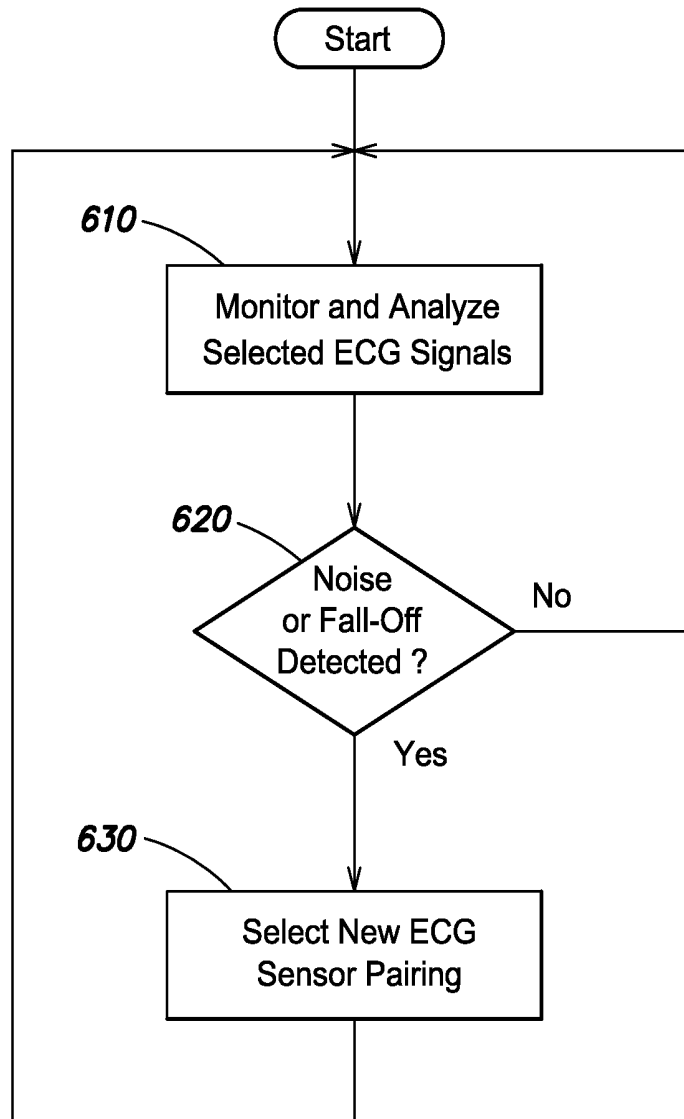 Start
610
Monitor and Analyze
Selected ECG Signals
620
Noise
or Fall-Off
Detected ?
No
Yes
630
Select New ECG
Sensor Pairing